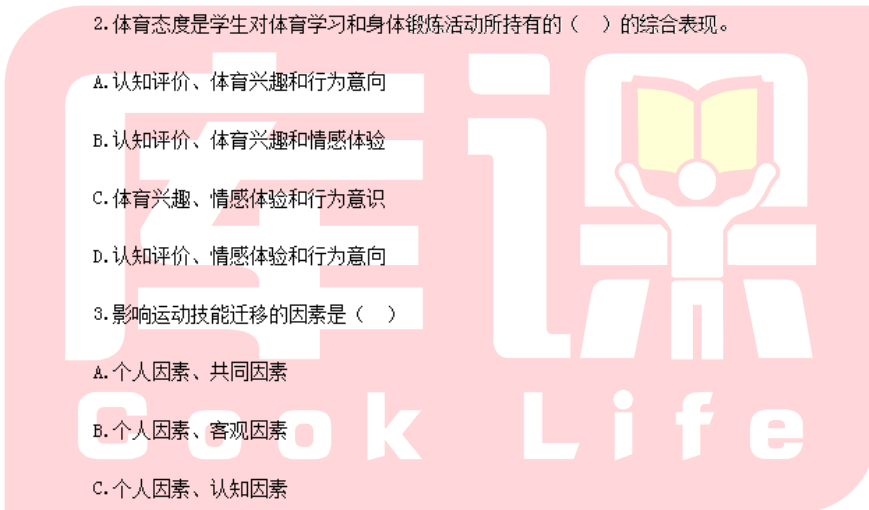 2.体育态度是学生对体育学习和身体锻炼活动所持有的（ ）的综合表现。
A.认知评价、体育兴趣和行为意向
B.认知评价、体育兴趣和情感体验
C.体育兴趣、情感体验和行为意识
D.认知评价、情感体验和行为意向
3.影响运动技能迁移的因素是（ ）
A.个人因素、共同因素
B.个人因素、客观因素
C.个人因素、认知因素
库课
Cook Life